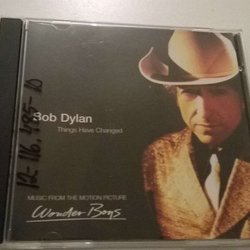 Bob Dylan
Things Have Changed
MUSIC FROM THE MOTION PICTURE
Wonder Boys